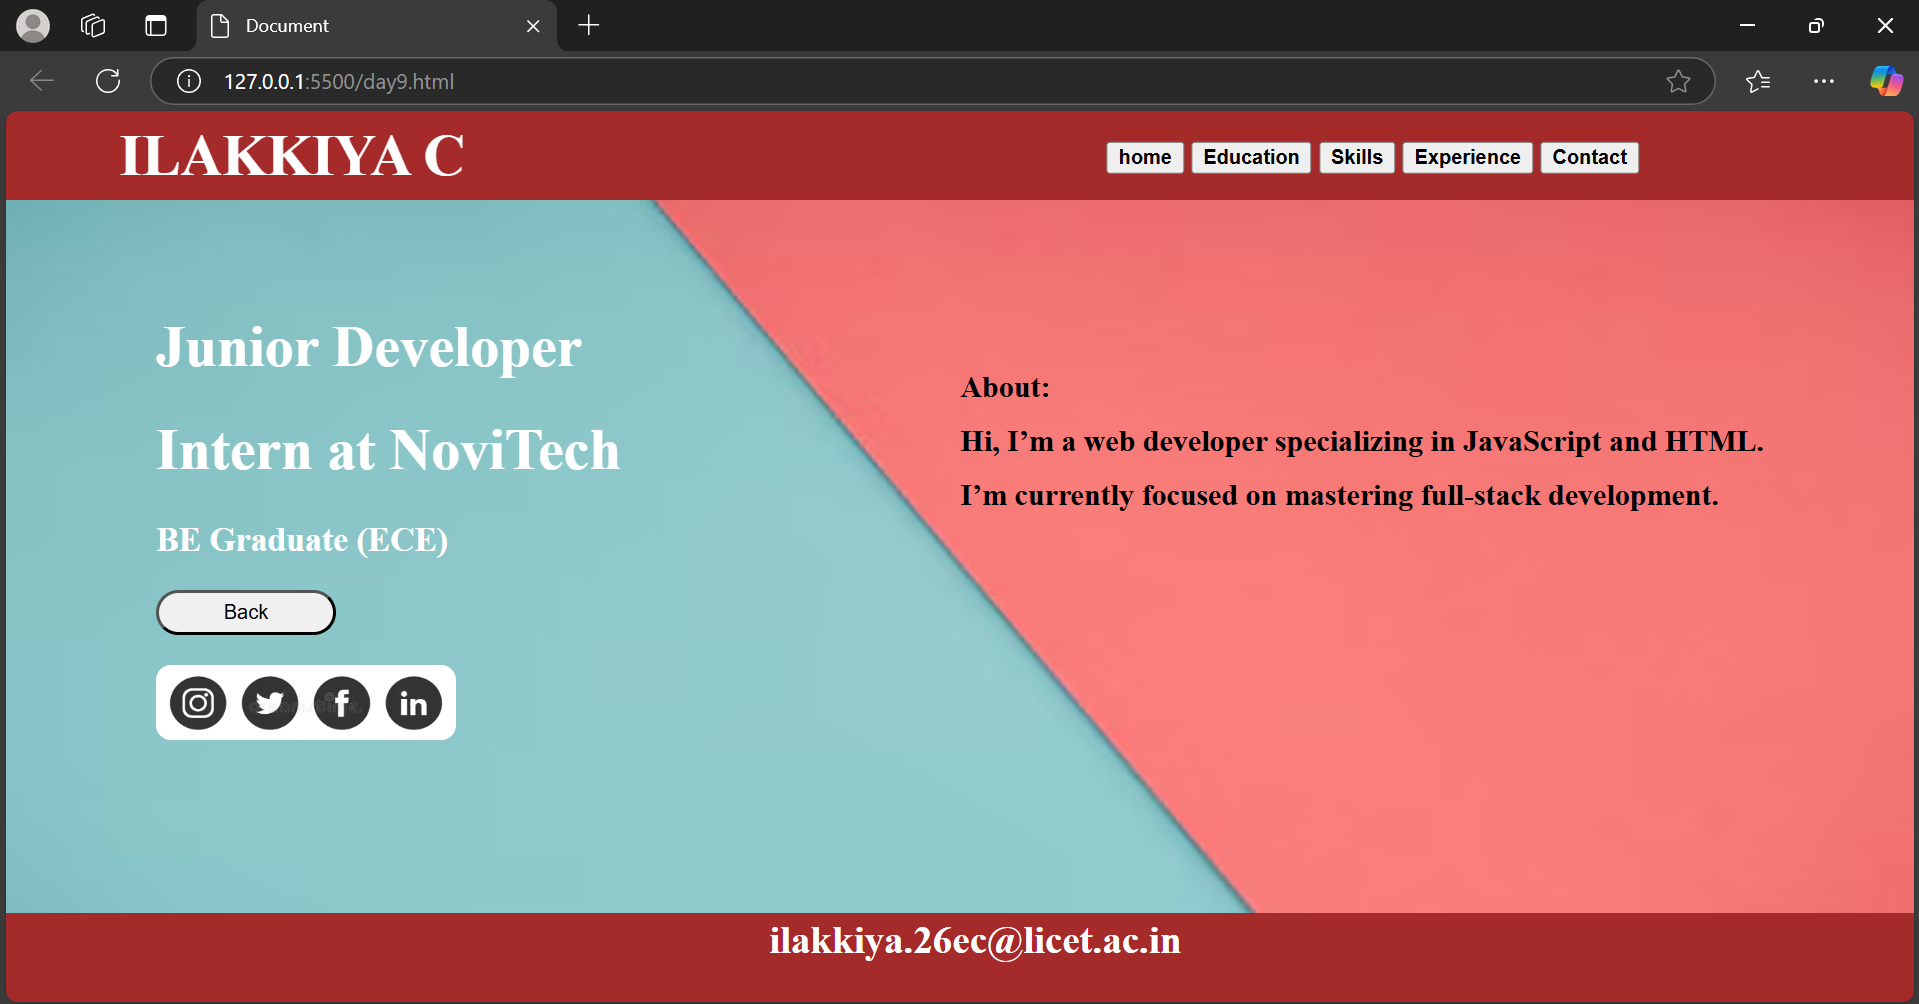 Document
127.0.0.1:5500/day9.html
ILAKKIYA C
home Education Skills Experience Contact
Junior Developer
Intern at NoviTech
BE Graduate (ECE)
Back
About:
Hi, I’m a web developer specializing in JavaScript and HTML.
I’m currently focused on mastering full-stack development.
ilakkiya.26ec@licet.ac.in